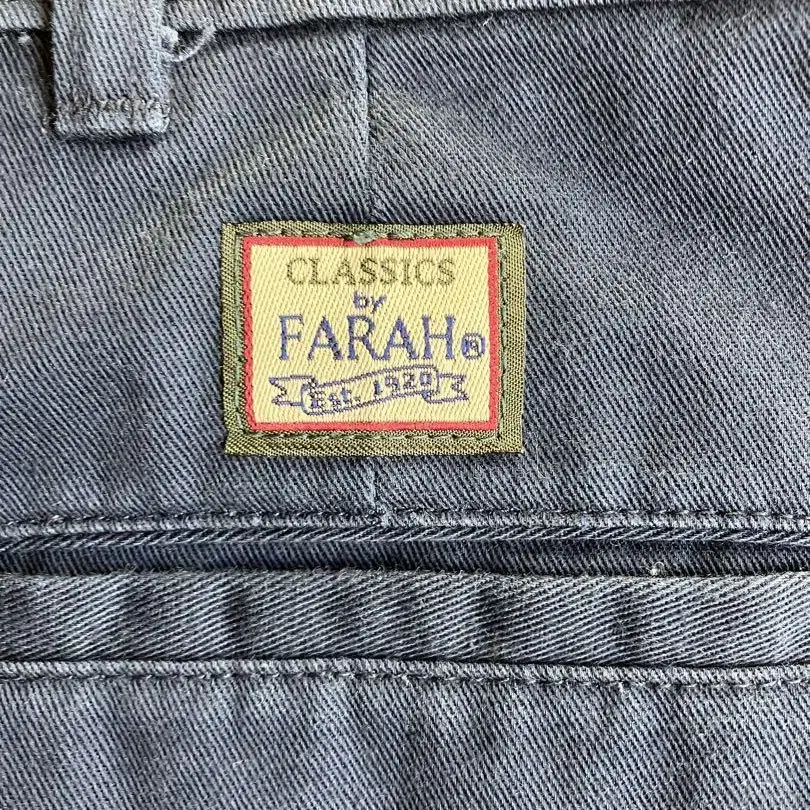 CLASSICS
by
FARAH®
Est. 1920